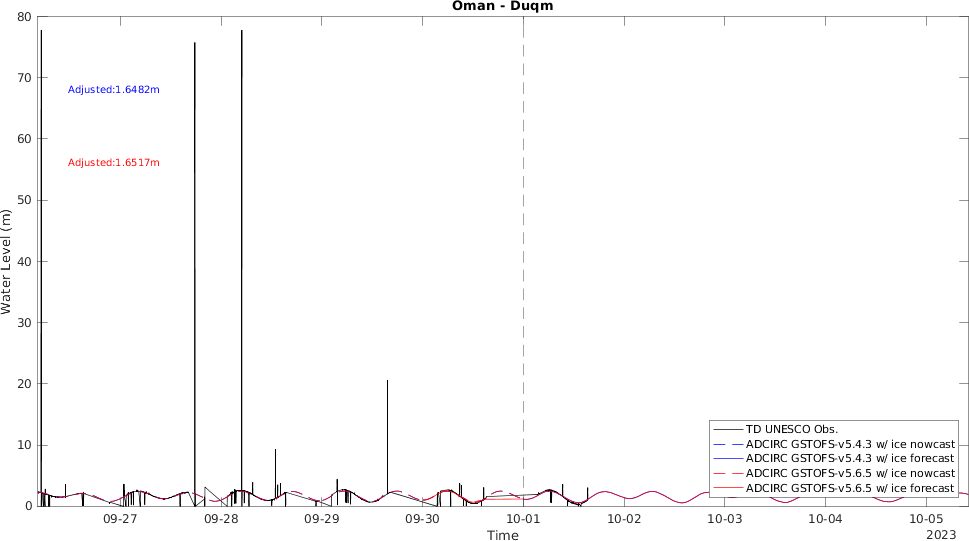 Oman - Duqm
80
70
60
50
40
30
20
10
0
Water Level (m)
Adjusted:1.6482m
Adjusted:1.6517m
TD UNESCO Obs.
ADCIRC GSTOFS-v5.4.3 w/ ice nowcast
ADCIRC GSTOFS-v5.4.3 w/ ice forecast
ADCIRC GSTOFS-v5.6.5 w/ ice nowcast
ADCIRC GSTOFS-v5.6.5 w/ ice forecast
09-27 09-28 09-29 09-30 10-01 10-02 10-03 10-04 10-05
Time
2023